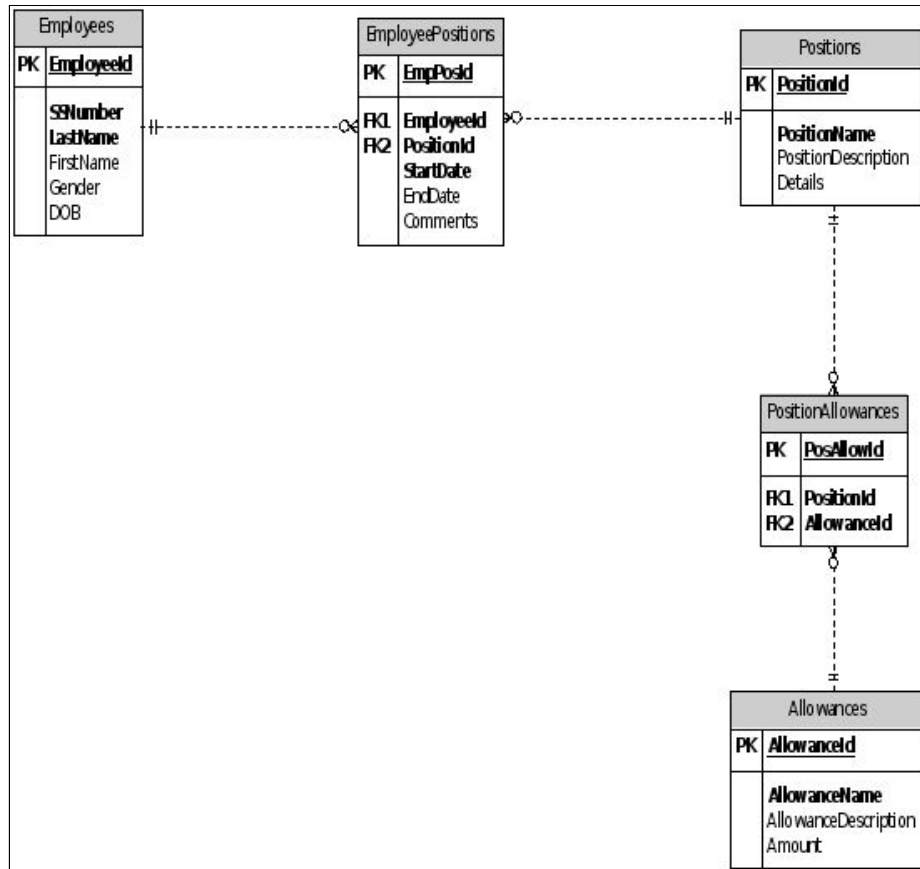 Employees
PK EmployeeId
SSNumber
LastName
FirstName
Gender
DOB
EmployeePositions
PK EmpPosId
FK1 EmployeeId
FK2 PositionId
StartDate
EndDate
Comments
Positions
PK PositionId
PositionName
PositionDescription
Details
PositionAllowances
PK PosAllowId
FK1 PositionId
FK2 AllowanceId
Allowances
PK AllowanceId
AllowanceName
AllowanceDescription
Amount